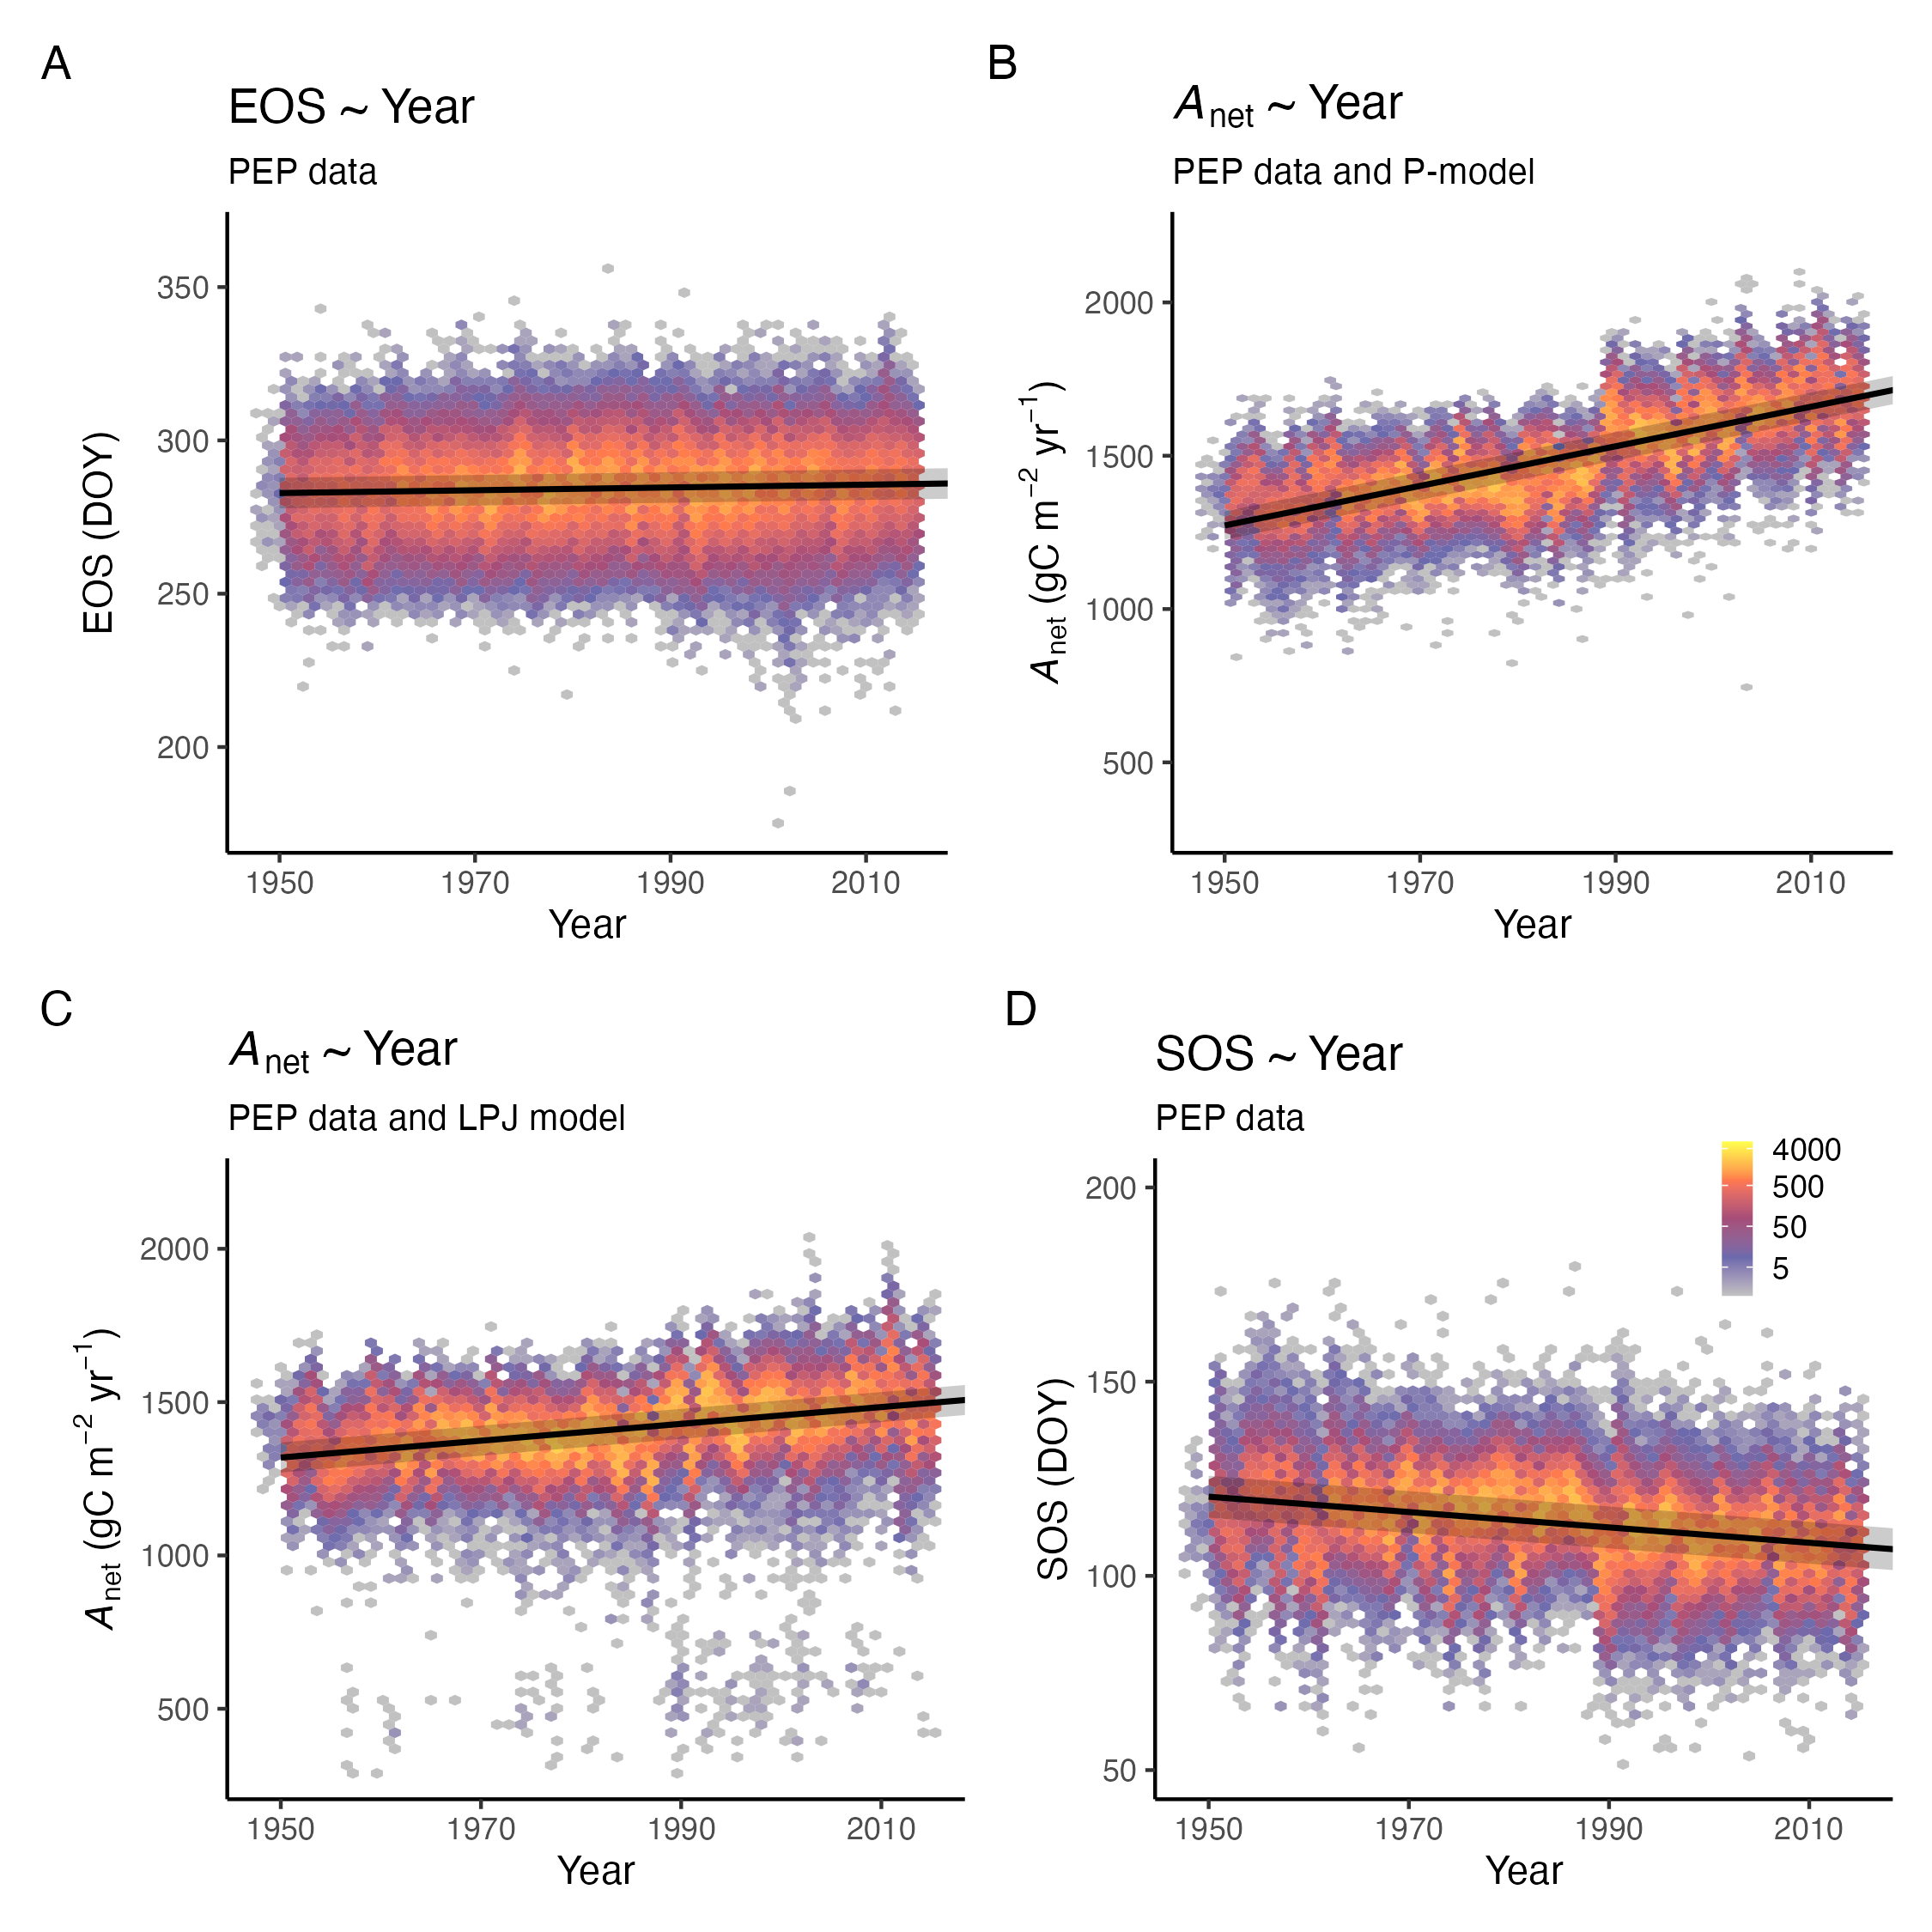 A
EOS ~ Year
PEP data
EOS (DOY)
350
300
250
200
1950 1970 1990 2010
Year
B
Anet ~ Year
PEP data and P-model
Anet (gC m−2 yr−1)
2000
1500
1000
500
1950 1970 1990 2010
Year
C
Anet ~ Year
PEP data and LPJ model
Anet (gC m−2 yr−1)
2000
1500
1000
500
1950 1970 1990 2010
Year
D
SOS ~ Year
PEP data
4000
500
50
5
SOS (DOY)
200
150
100
50
1950 1970 1990 2010
Year